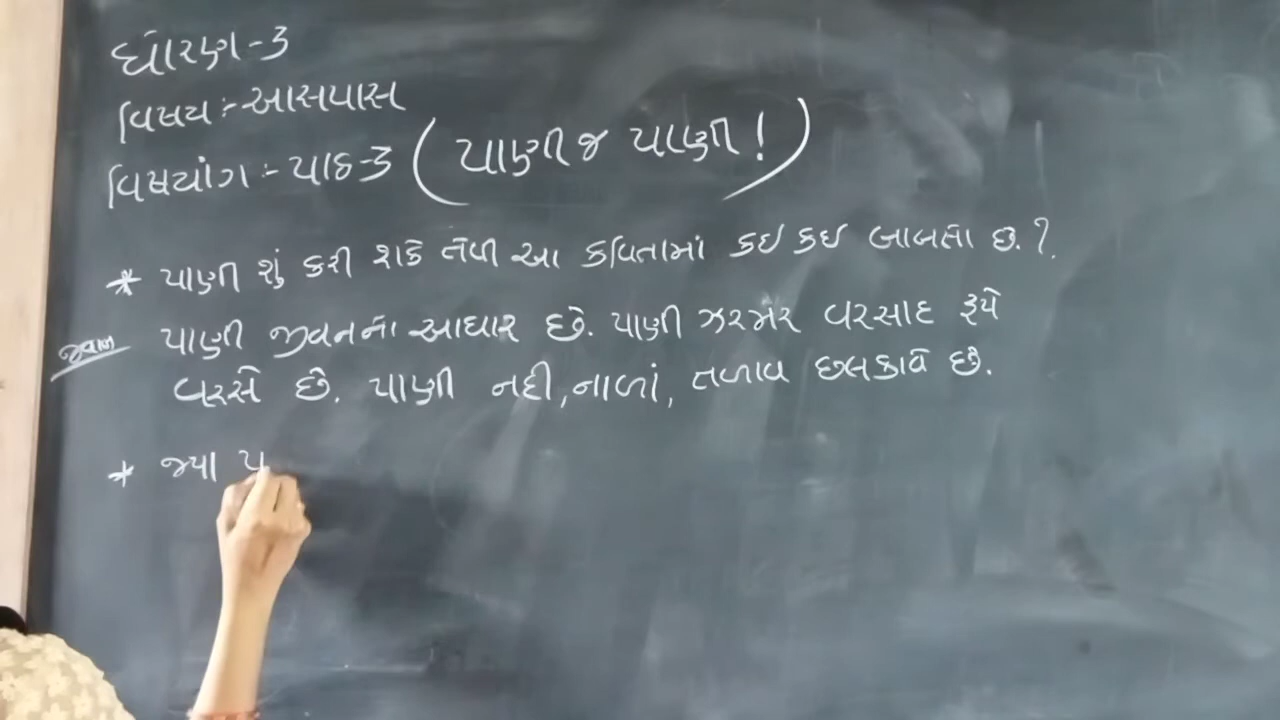 ધોરણ-૩
વિષય:-આસપાસ
વિષયાંગ:- પાઠ-૩ ( પાણી જ પાણી ! )
* પાણી શું કરી શકે તેવી આ કવિતામાં કઇ કઇ બાબતો છે. ?
જવાબ પાણી જીવનનો આધાર છે. પાણી ઝરમર વરસાદ રૂપે
વરસે છે. પાણી નદી, નાળાં, તળાવ છલકાવે છે.
* જ્યા પ